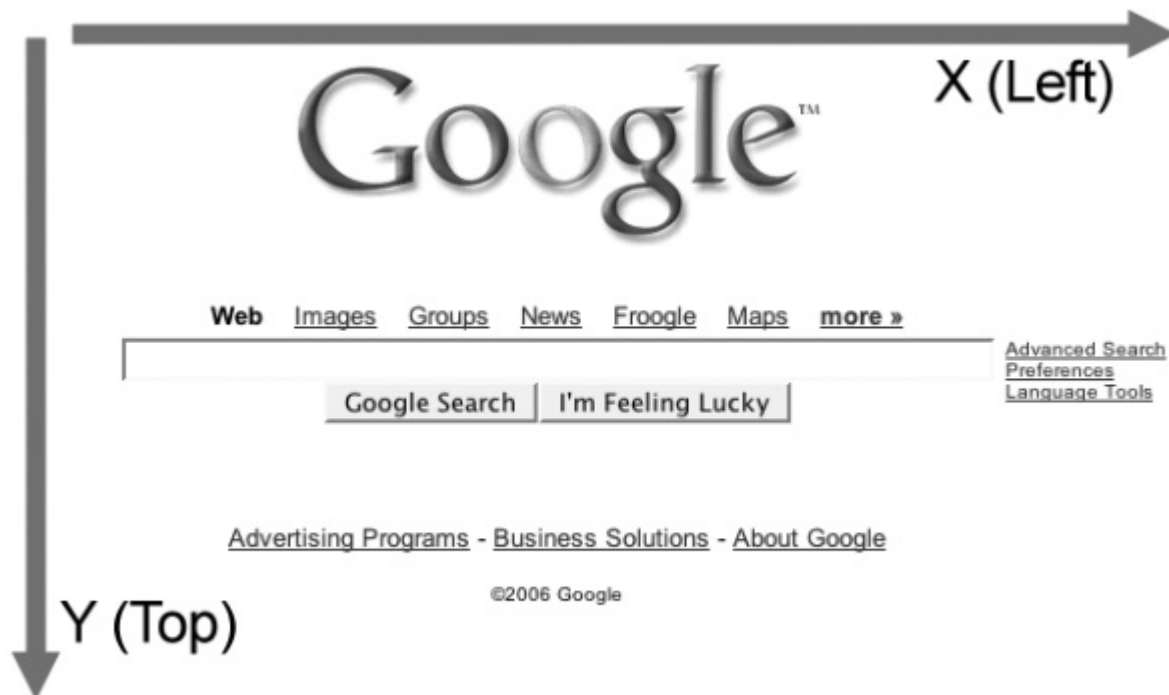 X (Left)
Google™
Web Images Groups News Froogle Maps more »
Advanced Search
Preferences
Language Tools
Google Search I'm Feeling Lucky
Advertising Programs - Business Solutions - About Google
©2006 Google
Y (Top)